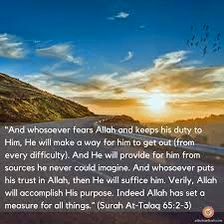 "And whosoever fears Allah and keeps his duty to
Him, He will make a way for him to get out (from
every difficulty). And He will provide for him from
sources he never could imagine. And whosoever puts
his trust in Allah, then He will suffice him. Verily, Allah
will accomplish His purpose. Indeed Allah has set a
measure for all things." (Surah At-Talaq 65:2-3)